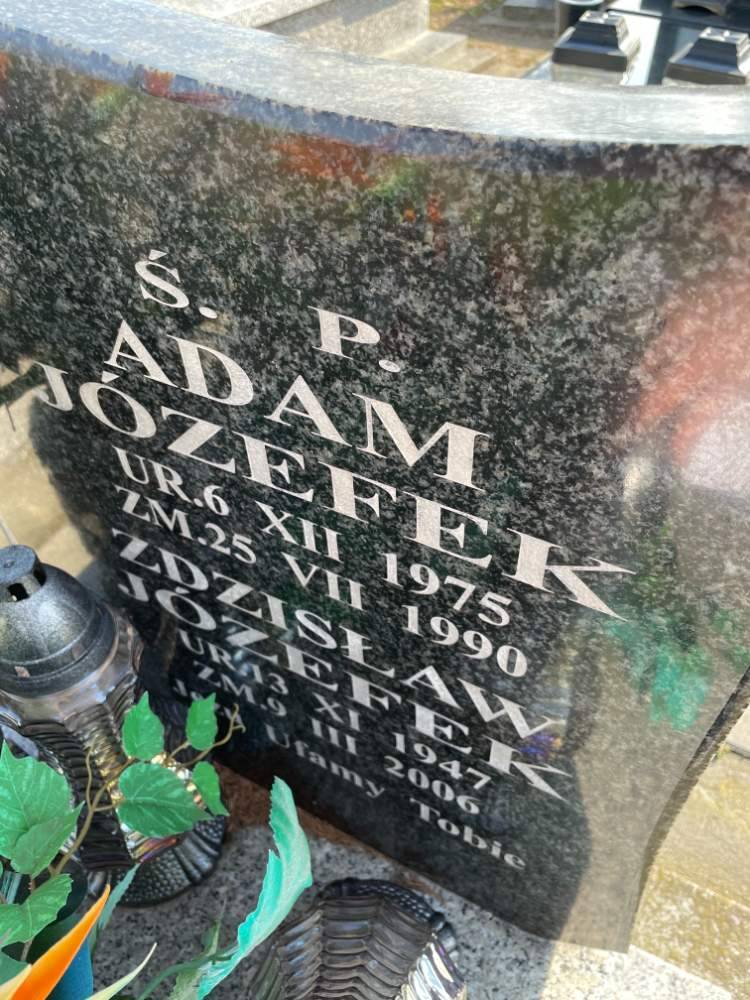 Ś. P.
ADAM
JÓZEFEK
UR.6 XII 1975
ZM.25 VII 1990
ZDZISŁAW
JÓZEFEK
UR.13 XI 1947
ZM.9 III 2006
Jezu Ufamy Tobie